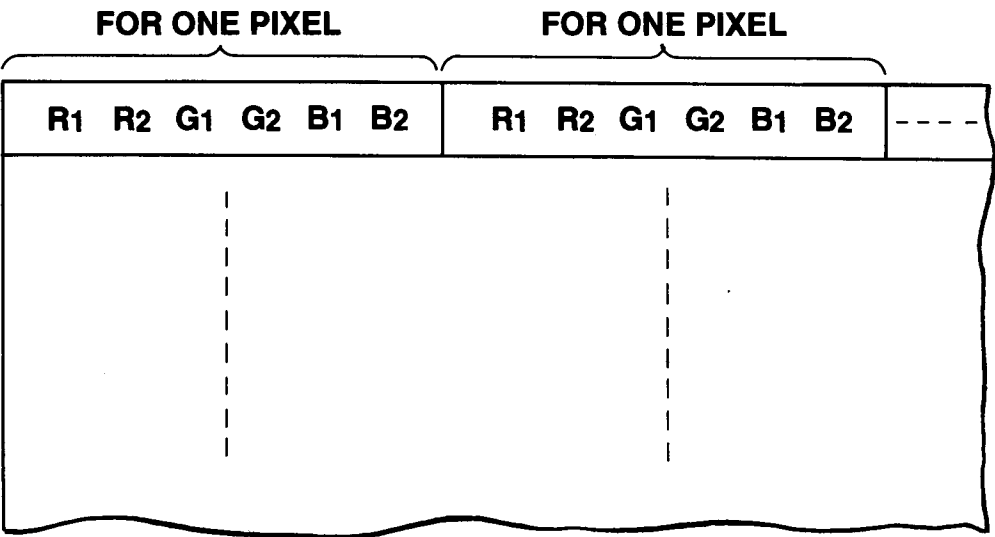 FOR ONE PIXEL FOR ONE PIXEL
R1 R2 G1 G2 B1 B2 R1 R2 G1 G2 B1 B2